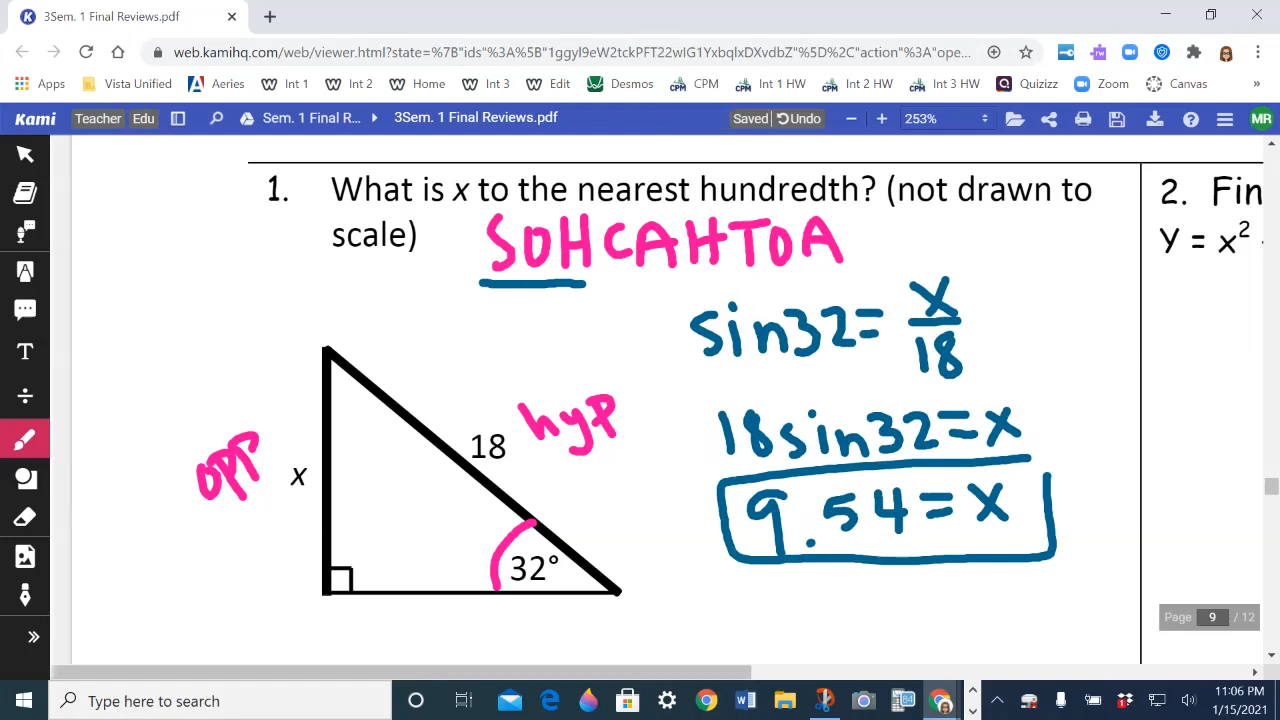 3Sem. 1 Final Reviews.pdf
web.kamihq.com/web/viewer.html?state=%7B"ids"%3A%5B"1ggyI9eW2tckPFT22wIG1YsYqlxDXvdbZ"%5D%2C"action"%3A"ope...
Apps Vista Unified Aeries Int 1 Int 2 Home Int 3 Edit Desmos CPM CPM Int 1 HW CPM Int 2 HW CPM Int 3 HW Quizizz Zoom Canvas »
Kami Teacher Edu Sem. 1 Final R... 3Sem. 1 Final Reviews.pdf Saved Undo 253% MR
1. What is x to the nearest hundredth? (not drawn to
scale) SOHCAHTOA
2. Fin
Y = x²
sin32 = x/18
opp x 18 hyp
18sin32 = x
9.54 = x
32°
Page 9 / 12
Type here to search
11:06 PM
1/15/2021